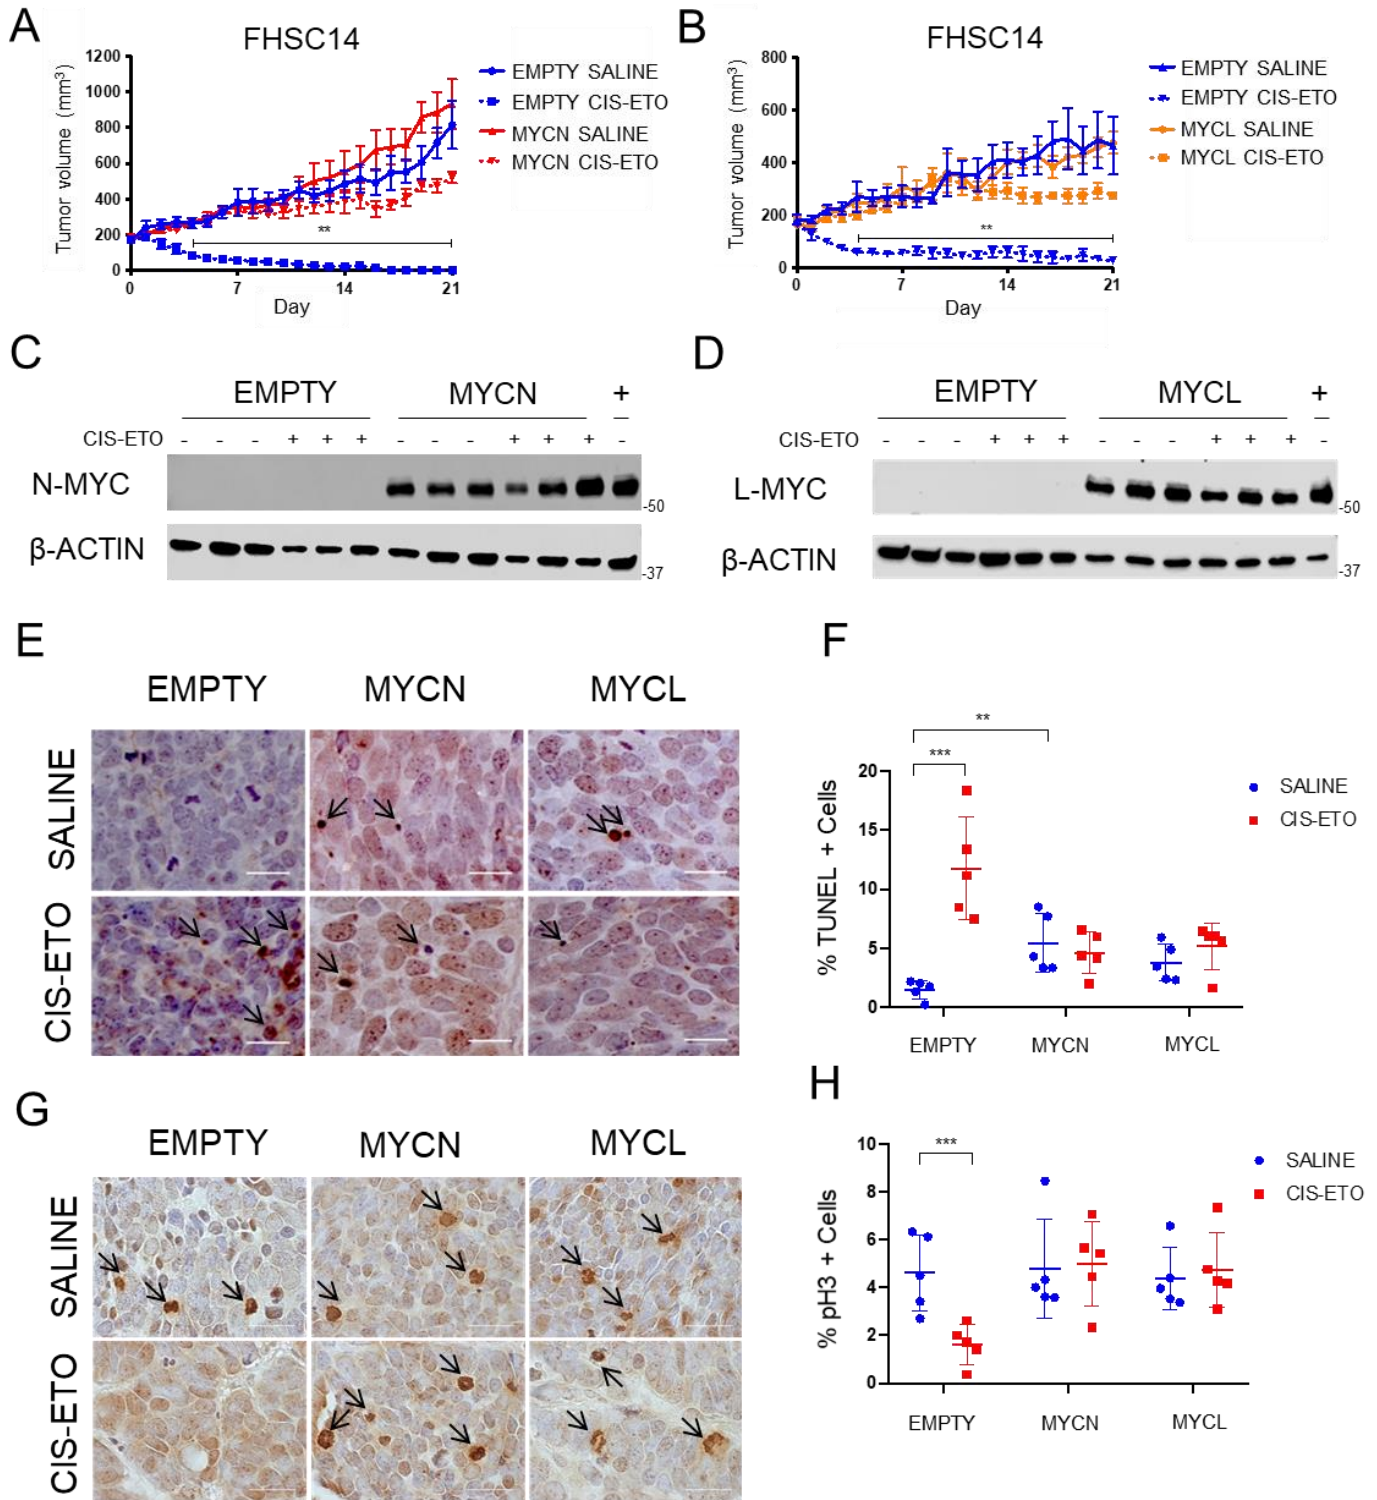 A
FHSC14
Tumor volume (mm³)
1200
1000
800
600
400
200
0
**
0 7 14 21
Day
EMPTY SALINE
EMPTY CIS-ETO
MYCN SALINE
MYCN CIS-ETO
B
FHSC14
Tumor volume (mm³)
800
600
400
200
0
**
0 7 14 21
Day
EMPTY SALINE
EMPTY CIS-ETO
MYCL SALINE
MYCL CIS-ETO
C
EMPTY MYCN +
CIS-ETO - - - + + + - - - + + + -
N-MYC
-50
β-ACTIN
-37
D
EMPTY MYCL +
CIS-ETO - - - + + + - - - + + + -
L-MYC
-50
β-ACTIN
-37
E
EMPTY MYCN MYCL
SALINE
CIS-ETO
F
% TUNEL + Cells
20
15
10
5
0
**
***
EMPTY MYCN MYCL
SALINE
CIS-ETO
G
EMPTY MYCN MYCL
SALINE
CIS-ETO
H
% pH3 + Cells
10
8
6
4
2
0
***
EMPTY MYCN MYCL
SALINE
CIS-ETO